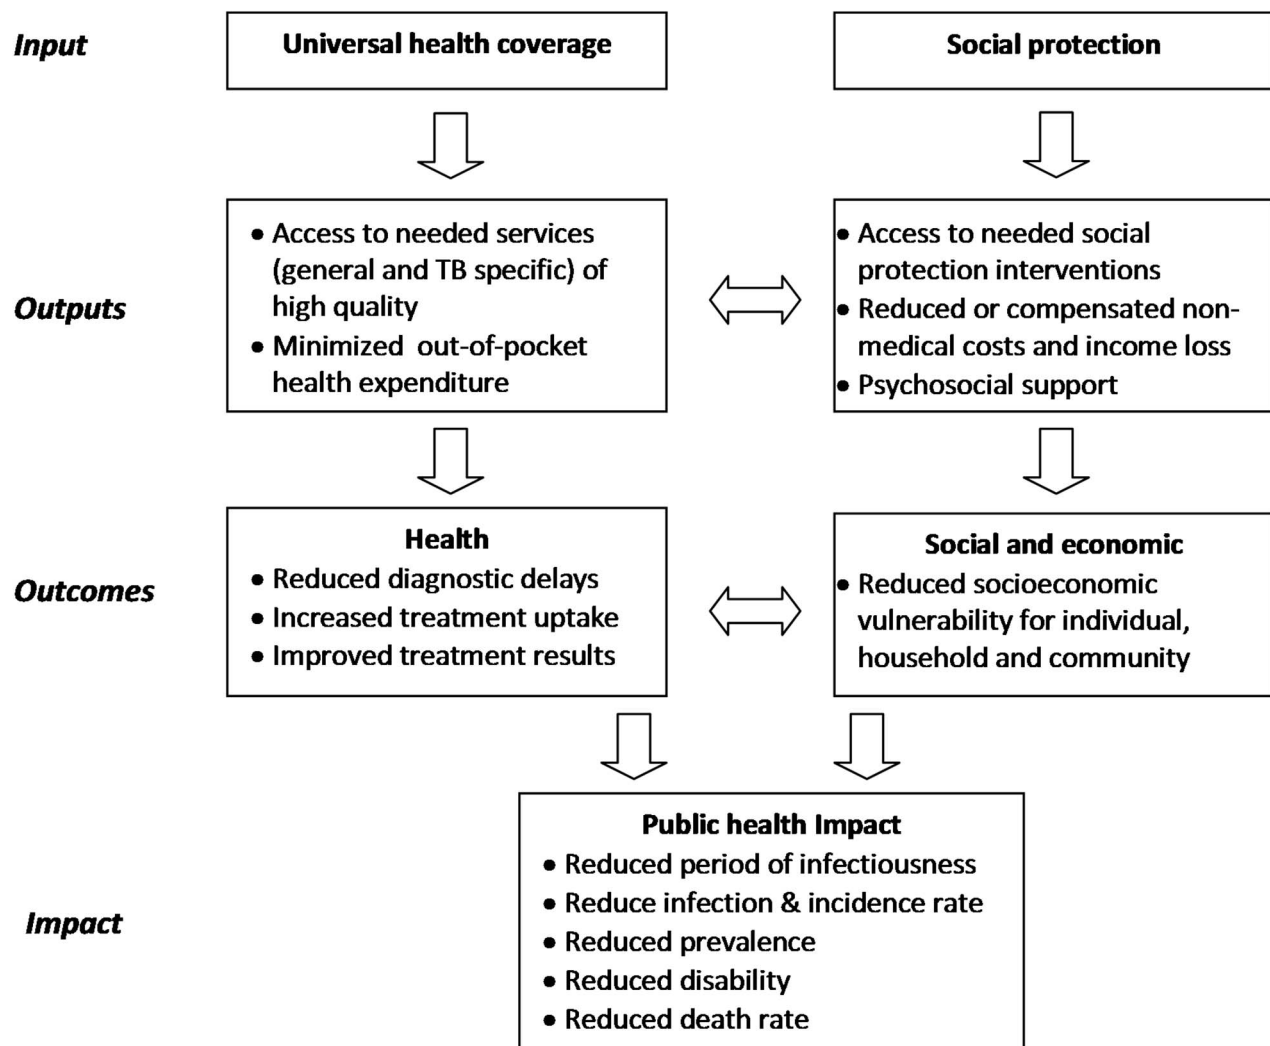 Input
Universal health coverage
Social protection
Outputs
• Access to needed services
(general and TB specific) of
high quality
• Minimized out-of-pocket
health expenditure
• Access to needed social
protection interventions
• Reduced or compensated non-
medical costs and income loss
• Psychosocial support
Outcomes
Health
• Reduced diagnostic delays
• Increased treatment uptake
• Improved treatment results
Social and economic
• Reduced socioeconomic
vulnerability for individual,
household and community
Impact
Public health Impact
• Reduced period of infectiousness
• Reduce infection & incidence rate
• Reduced prevalence
• Reduced disability
• Reduced death rate